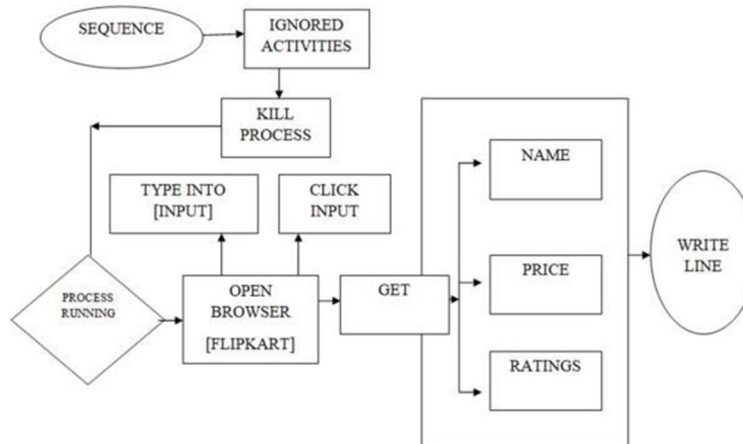 SEQUENCE
IGNORED
ACTIVITIES
KILL
PROCESS
TYPE INTO
[INPUT]
CLICK
INPUT
PROCESS
RUNNING
OPEN
BROWSER
[FLIPKART]
GET
NAME
PRICE
RATINGS
WRITE
LINE